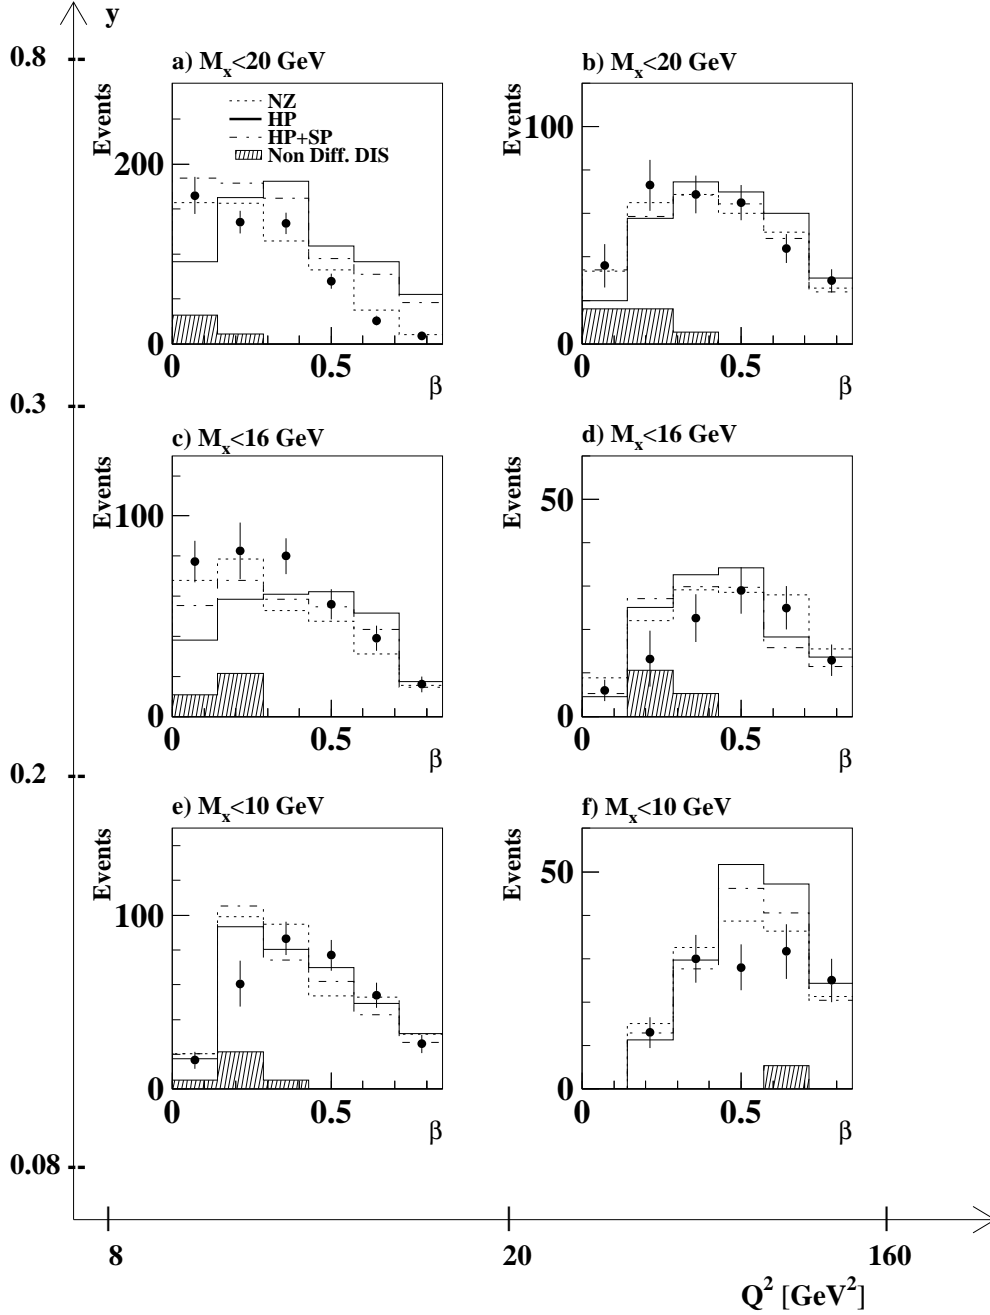 y
0.8
a) M_x<20 GeV
Events
NZ
HP
HP+SP
Non Diff. DIS
200
0
0
0.5
β
b) M_x<20 GeV
Events
100
0
0
0.5
β
0.3
c) M_x<16 GeV
Events
100
0
0
0.5
β
d) M_x<16 GeV
Events
50
0
0
0.5
β
0.2
e) M_x<10 GeV
Events
100
0
0
0.5
β
f) M_x<10 GeV
Events
50
0
0
0.5
β
0.08
8
20
160
Q² [GeV²]